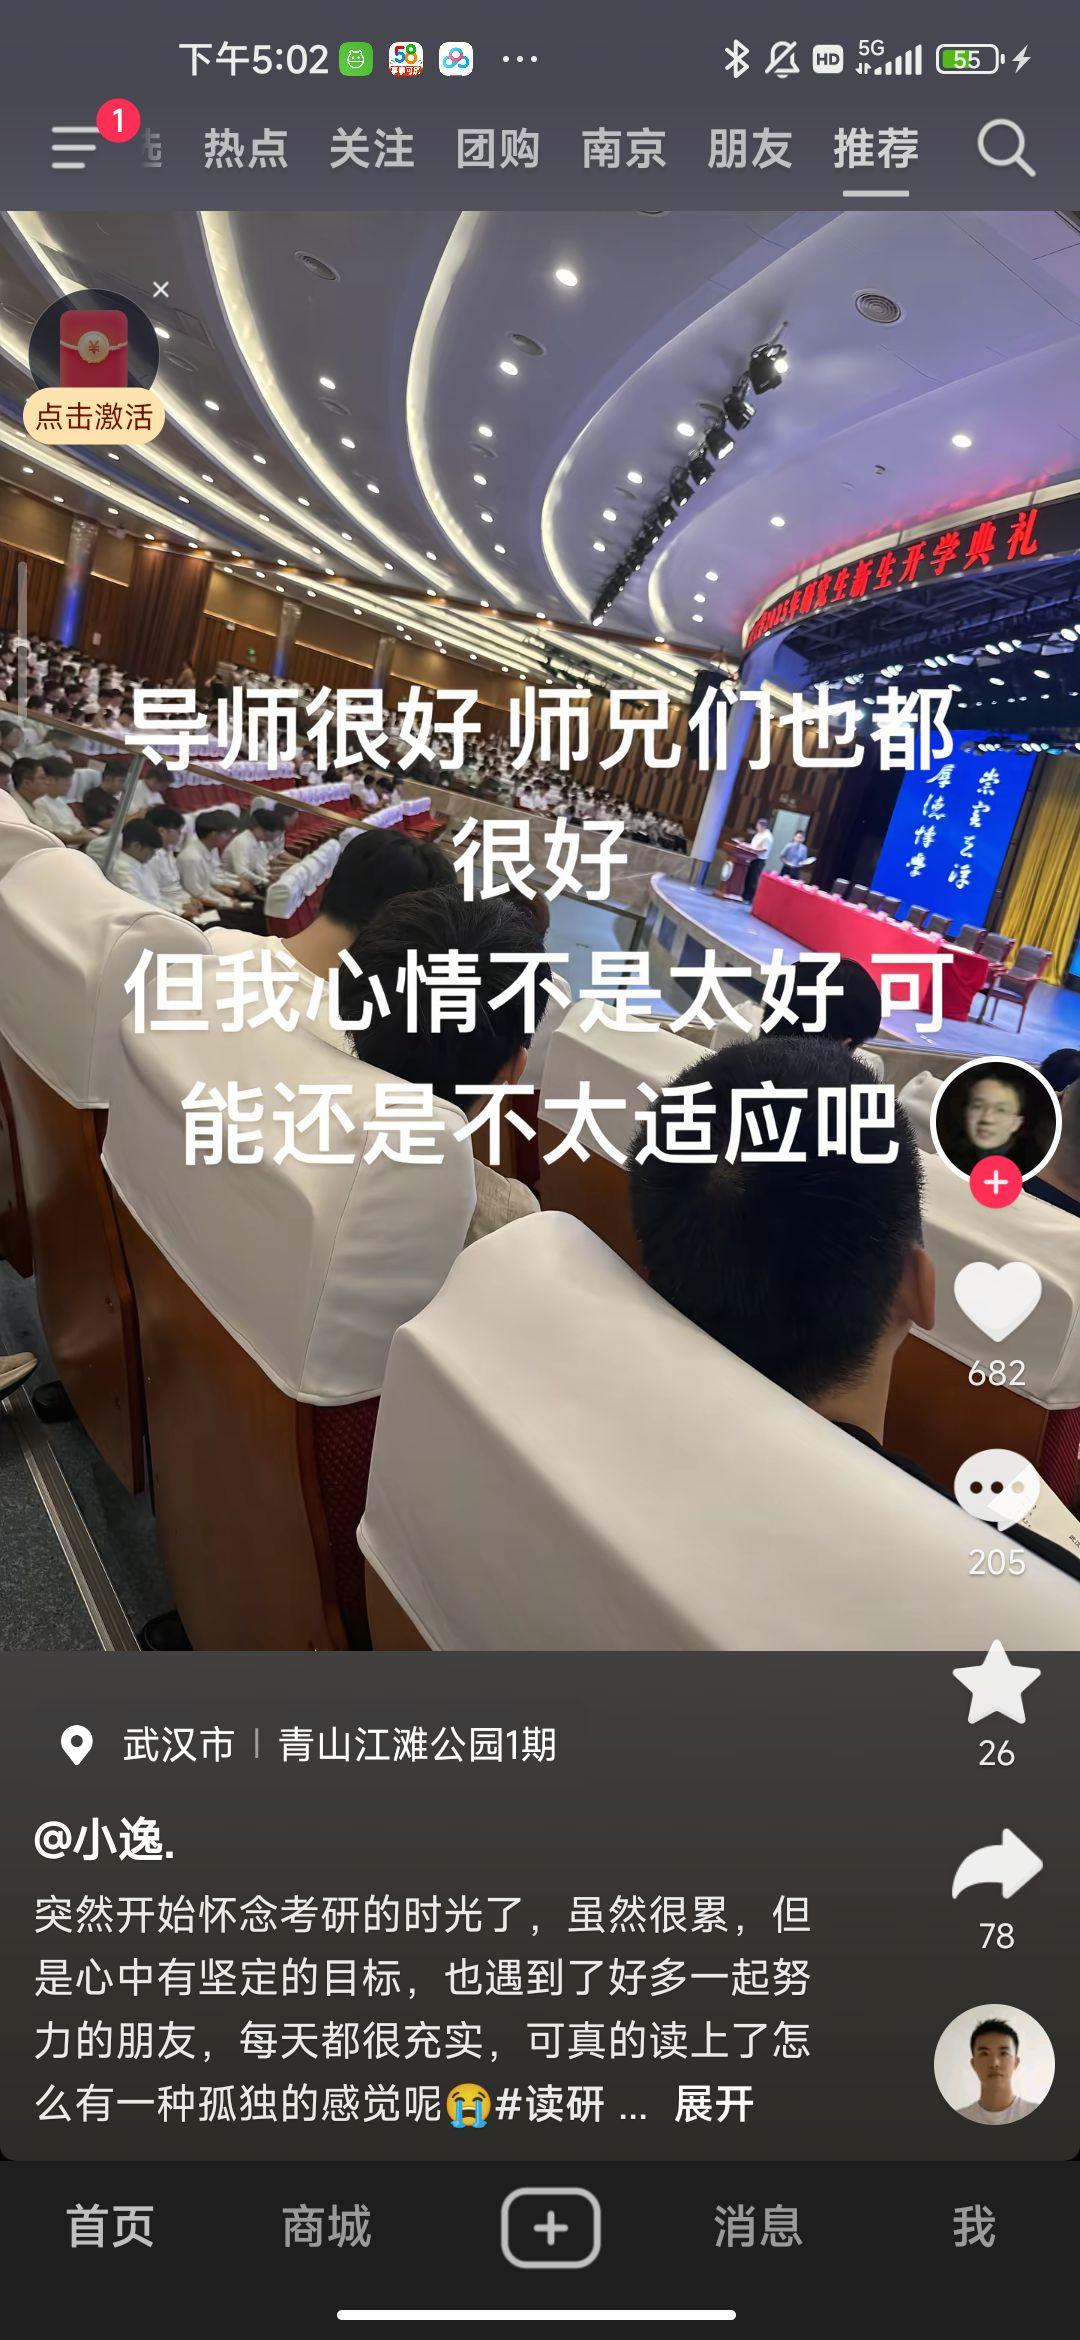 下午5:02
58
HD
5G
55
1
选 热点 关注 团购 南京 朋友 推荐
点击激活
2025年研究生新生开学典礼
导师很好 师兄们也都
很好
但我心情不是太好 可
能还是不太适应吧
厚德博学
崇实去浮
682
205
26
78
武汉市 | 青山江滩公园1期
@小逸.
突然开始怀念考研的时光了，虽然很累，但
是心中有坚定的目标，也遇到了好多一起努
力的朋友，每天都很充实，可真的读上了怎
么有一种孤独的感觉呢😭#读研 ... 展开
首页 商城 消息 我